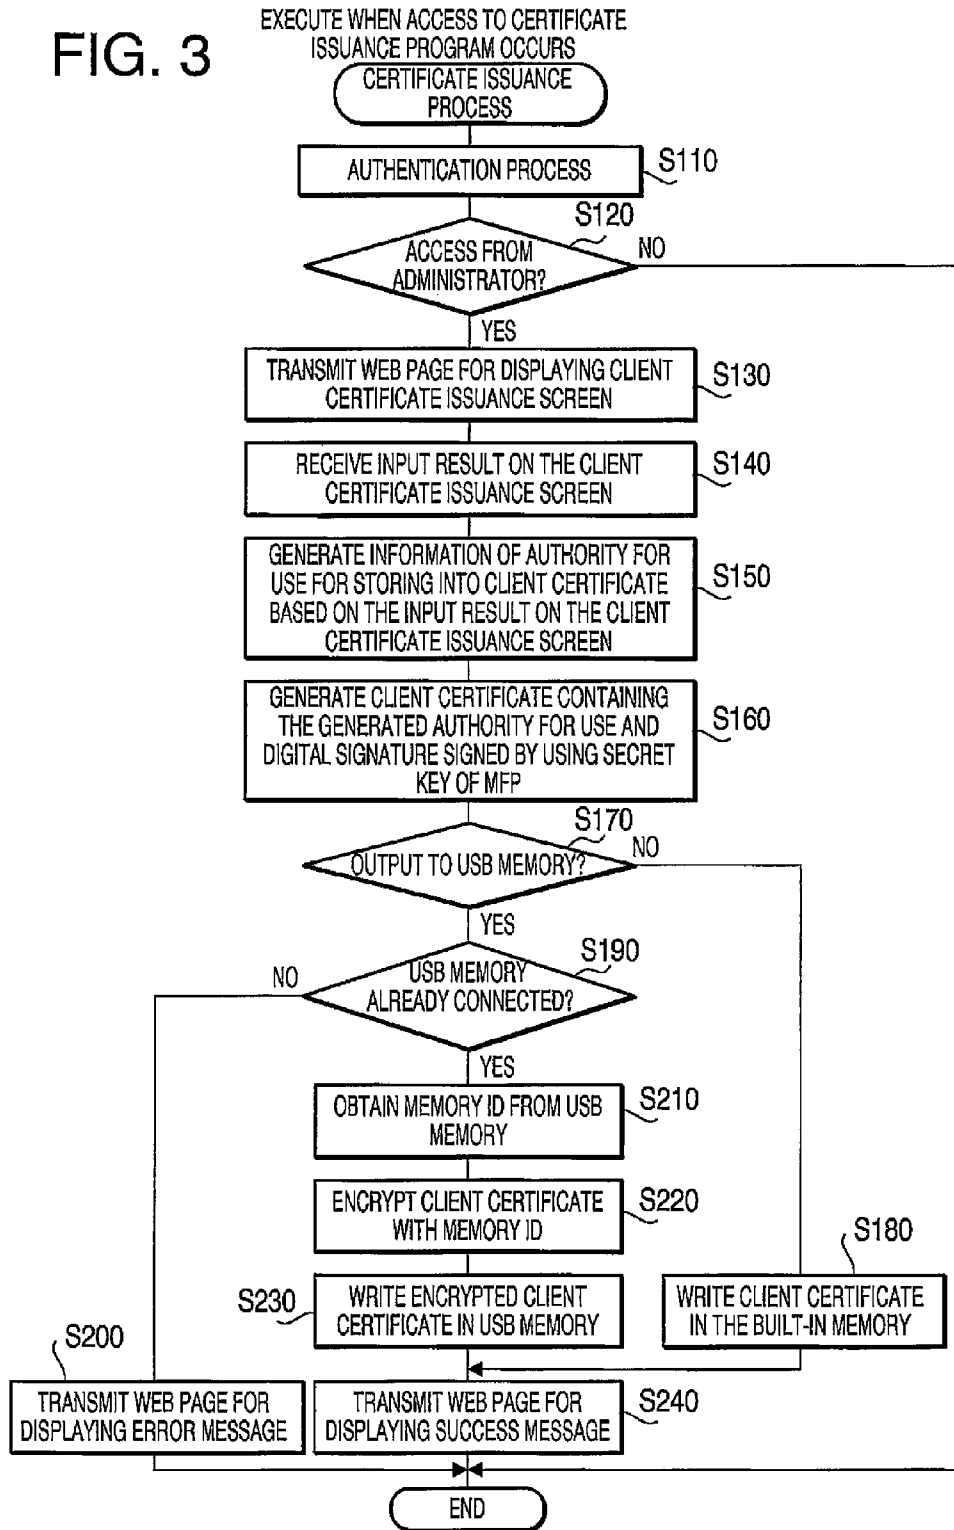 FIG. 3
EXECUTE WHEN ACCESS TO CERTIFICATE
ISSUANCE PROGRAM OCCURS
CERTIFICATE ISSUANCE
PROCESS
AUTHENTICATION PROCESS
S110
S120
ACCESS FROM
ADMINISTRATOR?
NO
YES
TRANSMIT WEB PAGE FOR DISPLAYING CLIENT
CERTIFICATE ISSUANCE SCREEN
S130
RECEIVE INPUT RESULT ON THE CLIENT
CERTIFICATE ISSUANCE SCREEN
S140
GENERATE INFORMATION OF AUTHORITY FOR
USE FOR STORING INTO CLIENT CERTIFICATE
BASED ON THE INPUT RESULT ON THE CLIENT
CERTIFICATE ISSUANCE SCREEN
S150
GENERATE CLIENT CERTIFICATE CONTAINING
THE GENERATED AUTHORITY FOR USE AND
DIGITAL SIGNATURE SIGNED BY USING SECRET
KEY OF MFP
S160
S170
OUTPUT TO USB MEMORY?
NO
YES
S190
USB MEMORY
ALREADY CONNECTED?
NO
YES
OBTAIN MEMORY ID FROM USB
MEMORY
S210
ENCRYPT CLIENT CERTIFICATE
WITH MEMORY ID
S220
S180
WRITE CLIENT CERTIFICATE
IN THE BUILT-IN MEMORY
S230
WRITE ENCRYPTED CLIENT
CERTIFICATE IN USB MEMORY
S200
TRANSMIT WEB PAGE FOR
DISPLAYING ERROR MESSAGE
TRANSMIT WEB PAGE FOR
DISPLAYING SUCCESS MESSAGE
S240
END